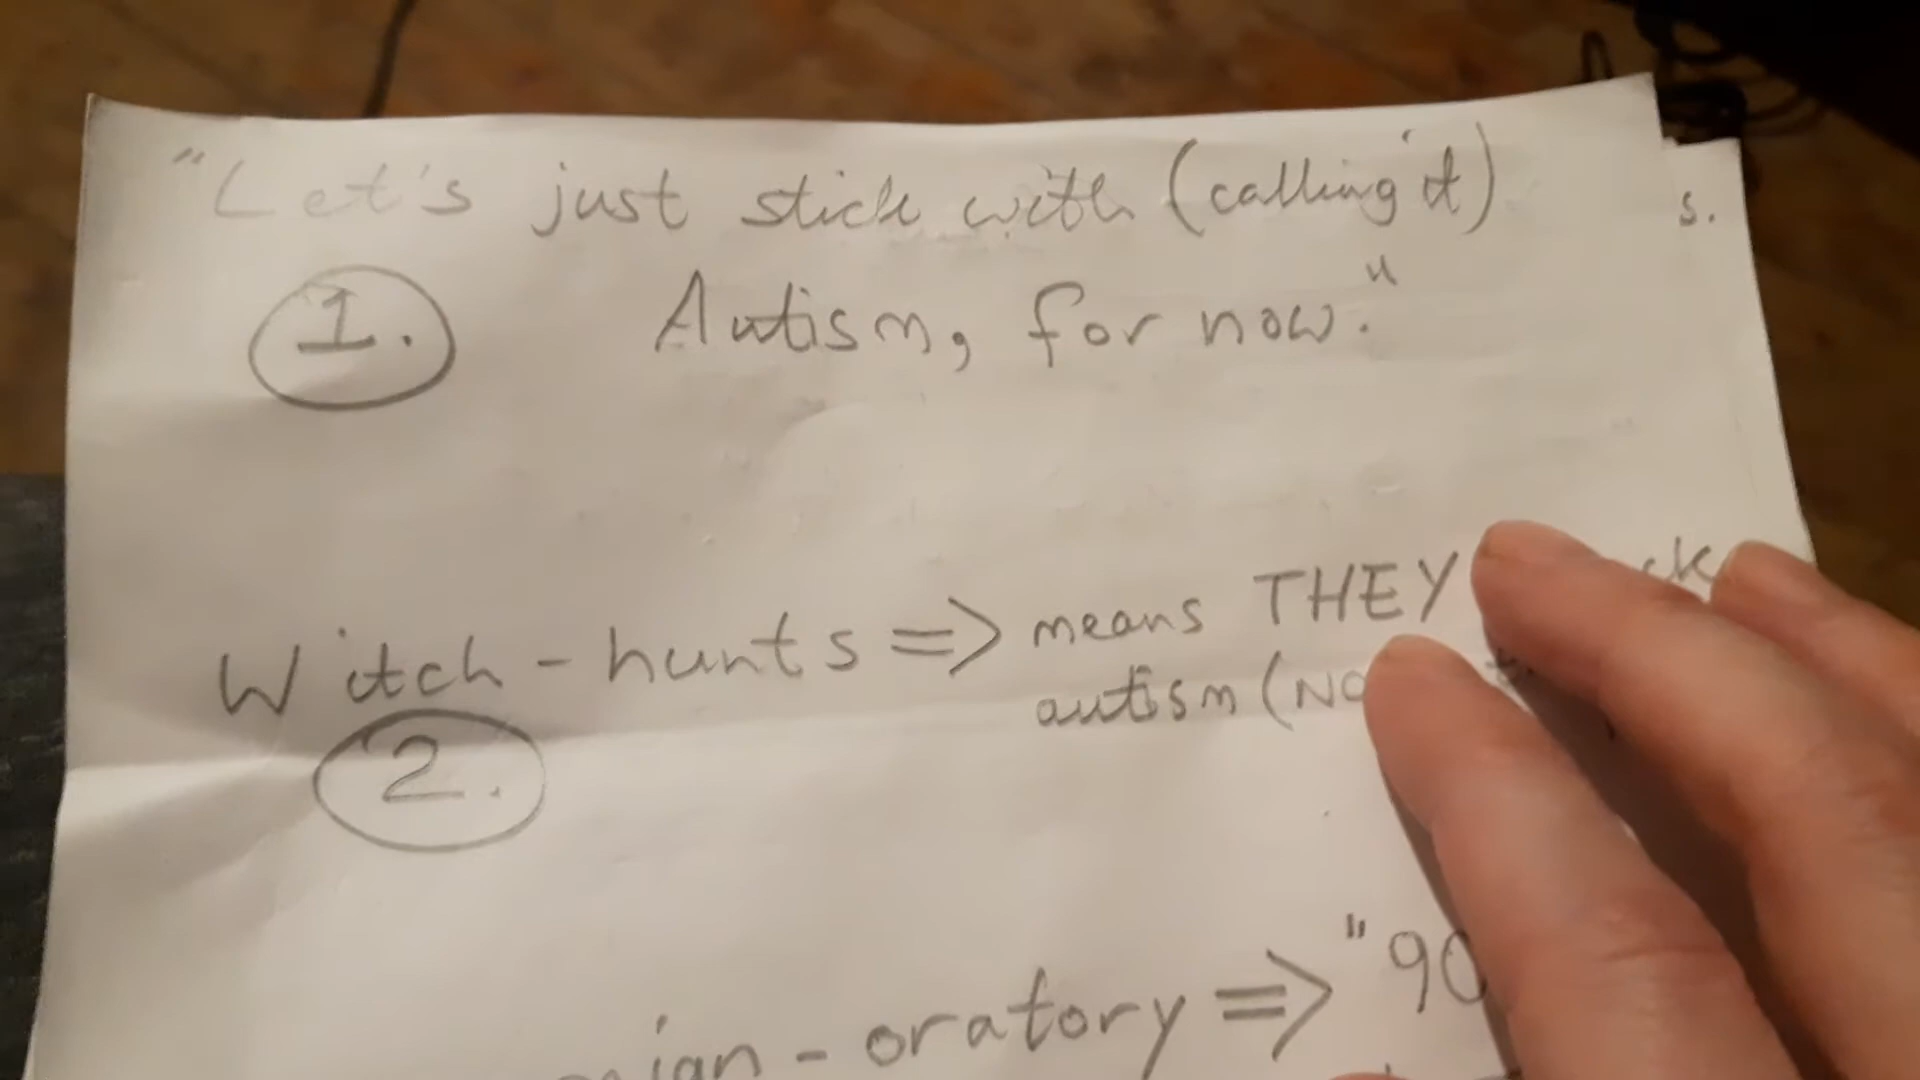 "Let's just stick with (calling it)
s.
1. Autism, for now."
Witch-hunts => means THEY
autism (NO
2.
-oratory => "90